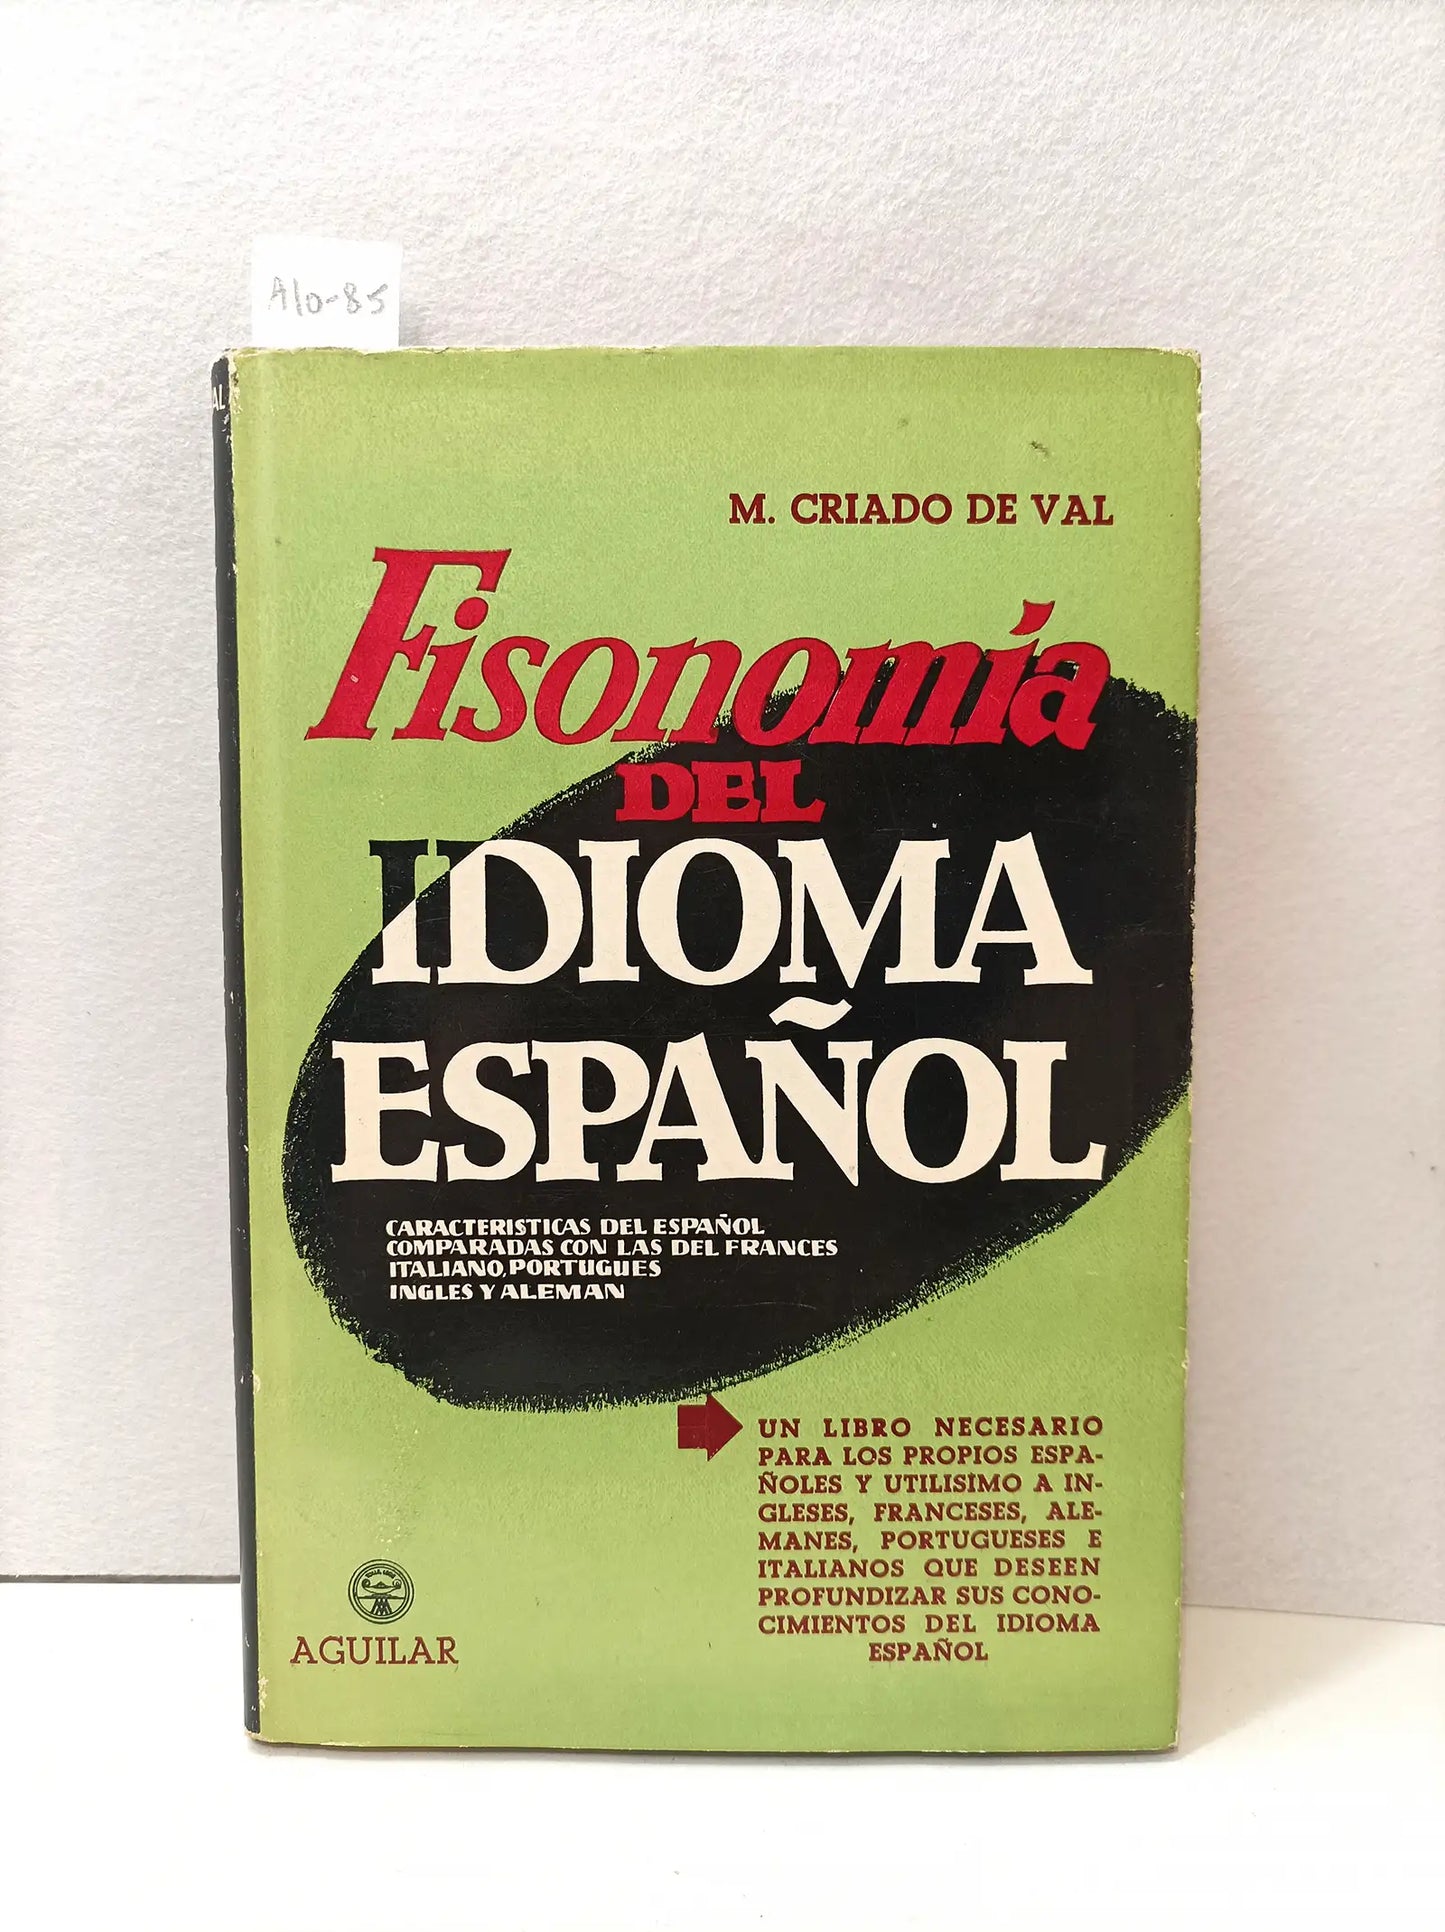 A10-85
AL
M. CRIADO DE VAL
Fisonomía
DEL
IDIOMA
ESPAÑOL
CARACTERISTICAS DEL ESPAÑOL
COMPARADAS CON LAS DEL FRANCES
ITALIANO, PORTUGUES
INGLES Y ALEMAN
UN LIBRO NECESARIO
PARA LOS PROPIOS ESPA-
ÑOLES Y UTILISIMO A IN-
GLESES, FRANCESES, ALE-
MANES, PORTUGUESES E
ITALIANOS QUE DESEEN
PROFUNDIZAR SUS CONO-
CIMIENTOS DEL IDIOMA
ESPAÑOL
AGUILAR